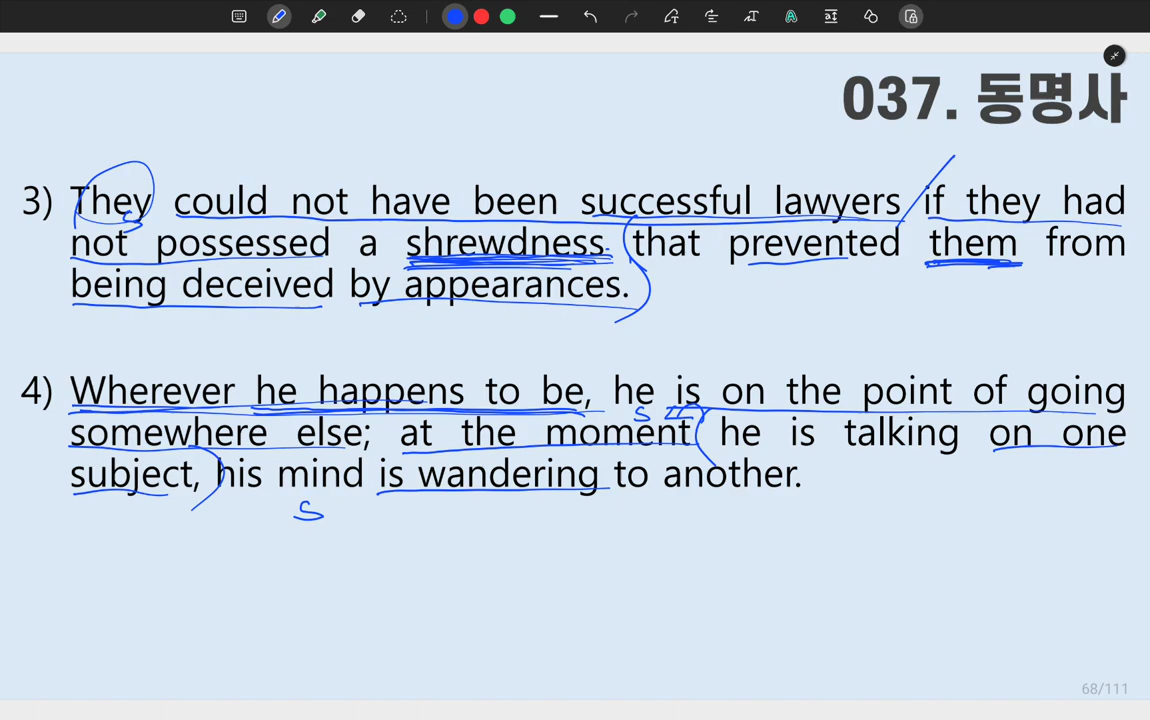 037. 동명사
3) They could not have been successful lawyers if they had
not possessed a shrewdness that prevented them from
being deceived by appearances.
4) Wherever he happens to be, he is on the point of going
somewhere else; at the moment he is talking on one
subject, his mind is wandering to another.
S
S
S
68/111